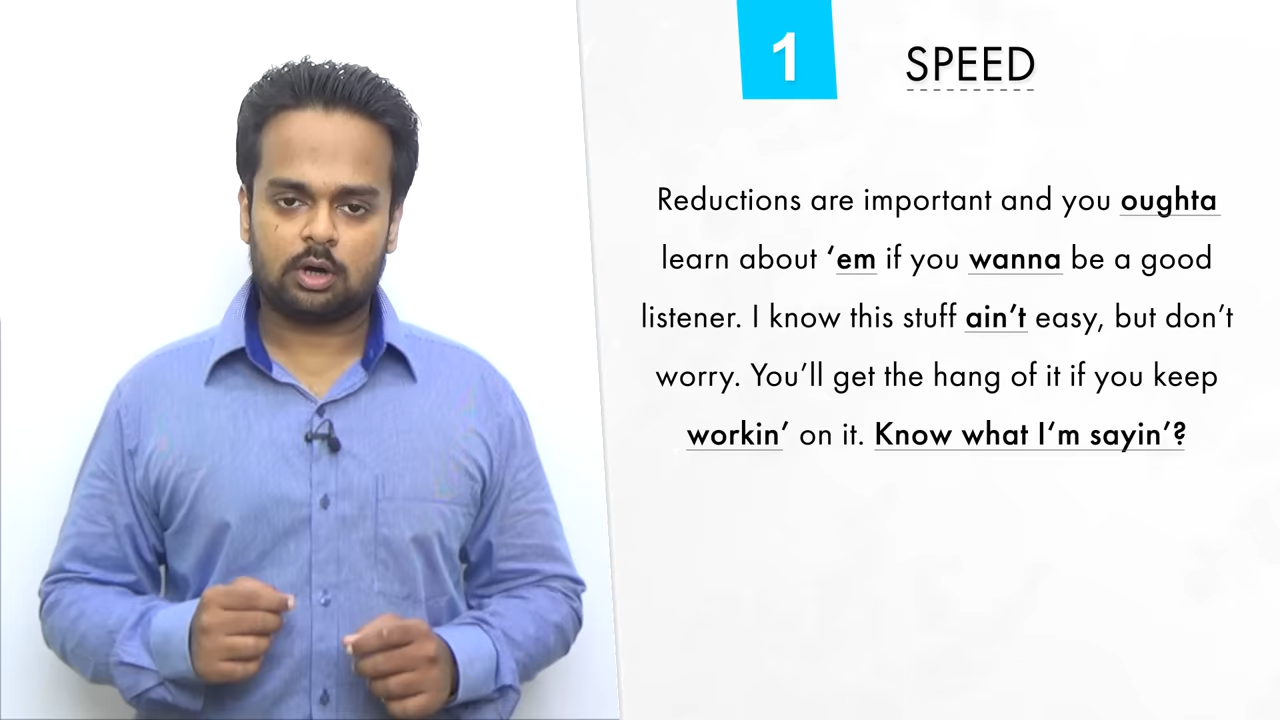 1
SPEED
Reductions are important and you oughta
learn about ‘em if you wanna be a good
listener. I know this stuff ain’t easy, but don’t
worry. You’ll get the hang of it if you keep
workin’ on it. Know what I‘m sayin’?